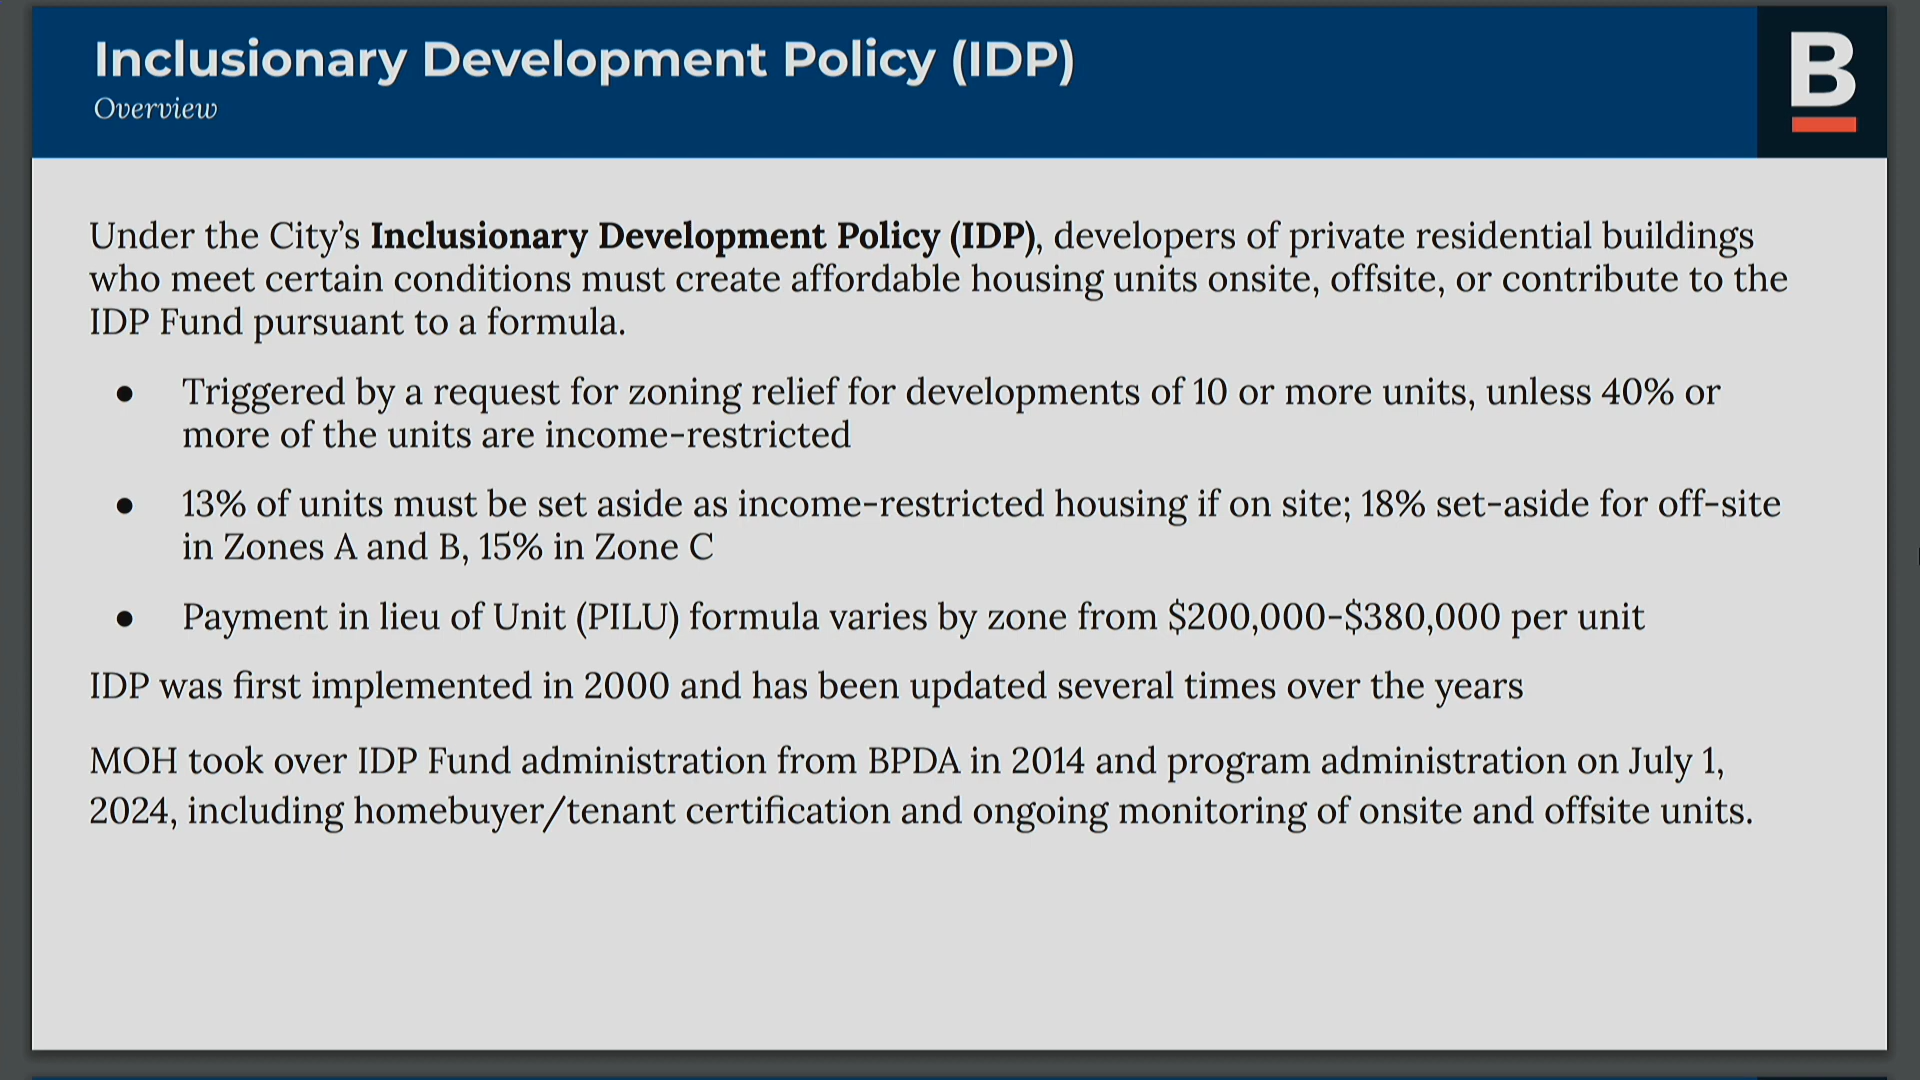 Inclusionary Development Policy (IDP)
Overview
B
Under the City’s Inclusionary Development Policy (IDP), developers of private residential buildings
who meet certain conditions must create affordable housing units onsite, offsite, or contribute to the
IDP Fund pursuant to a formula.
● Triggered by a request for zoning relief for developments of 10 or more units, unless 40% or
more of the units are income-restricted
● 13% of units must be set aside as income-restricted housing if on site; 18% set-aside for off-site
in Zones A and B, 15% in Zone C
● Payment in lieu of Unit (PILU) formula varies by zone from $200,000-$380,000 per unit
IDP was first implemented in 2000 and has been updated several times over the years
MOH took over IDP Fund administration from BPDA in 2014 and program administration on July 1,
2024, including homebuyer/tenant certification and ongoing monitoring of onsite and offsite units.